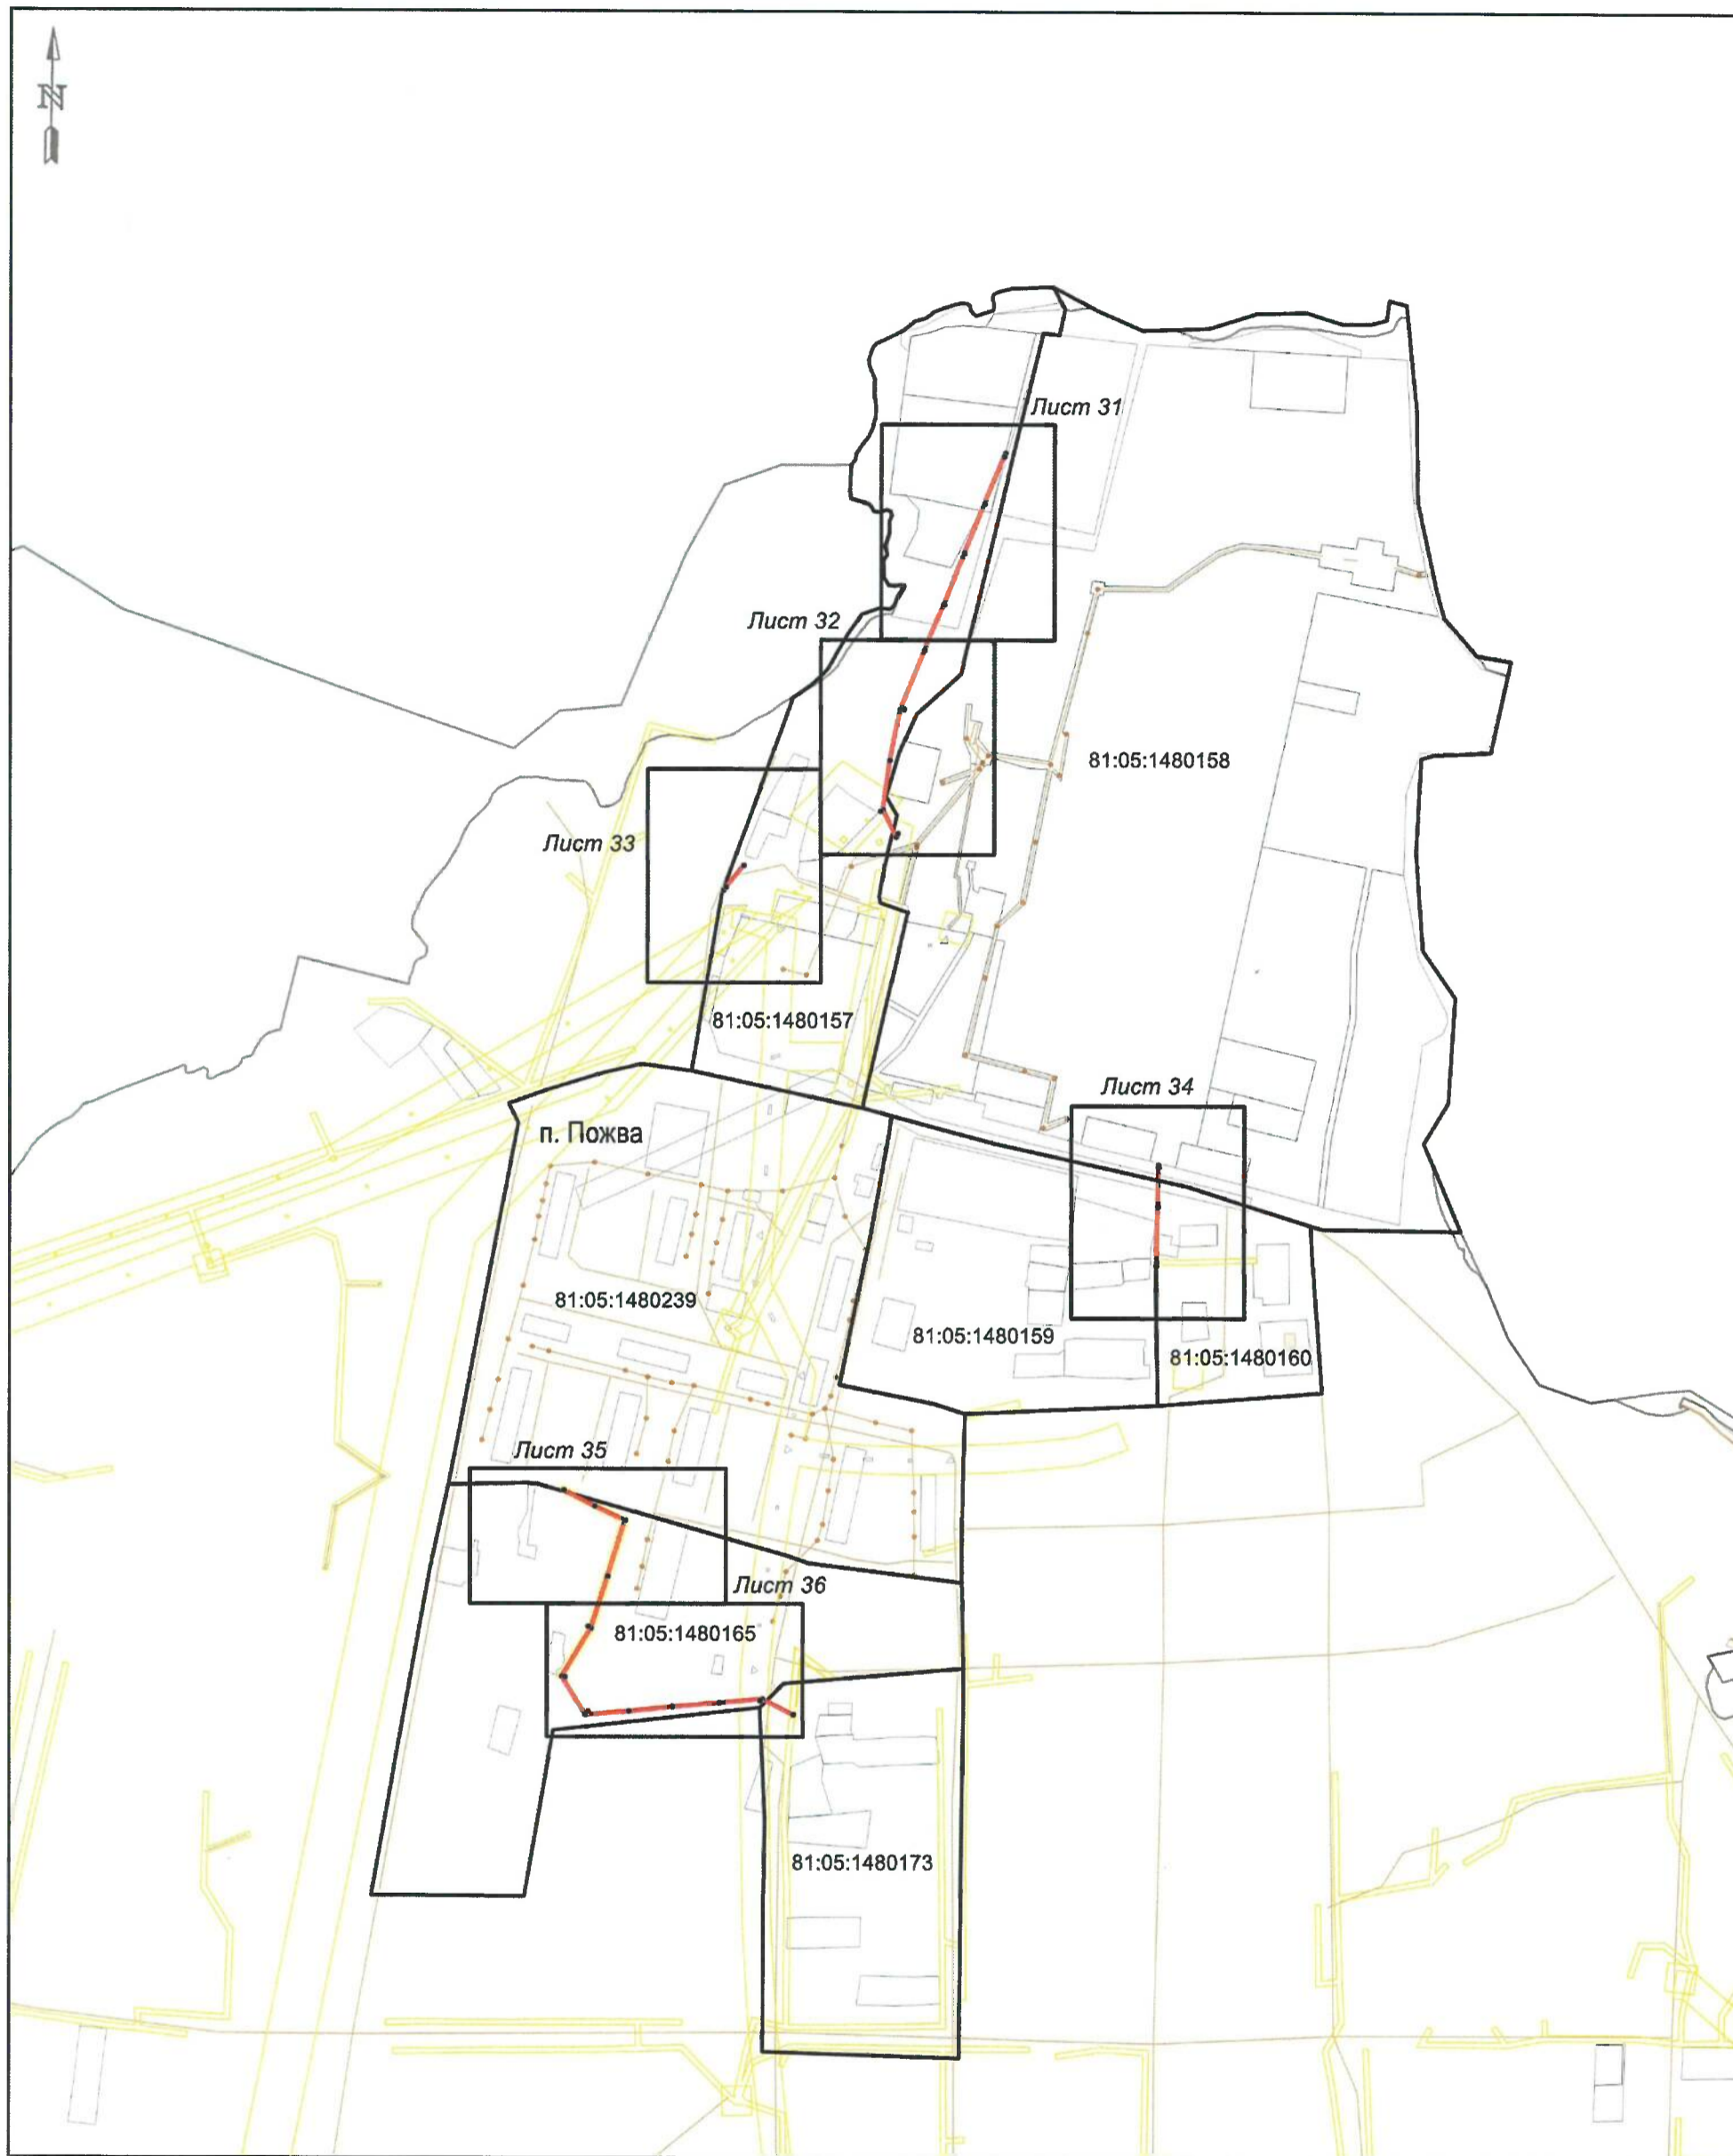 N
Лист 31
Лист 32
81:05:1480158
Лист 33
81:05:1480157
Лист 34
п. Пожва
81:05:1480239
81:05:1480159
81:05:1480160
Лист 35
Лист 36
81:05:1480165
81:05:1480173